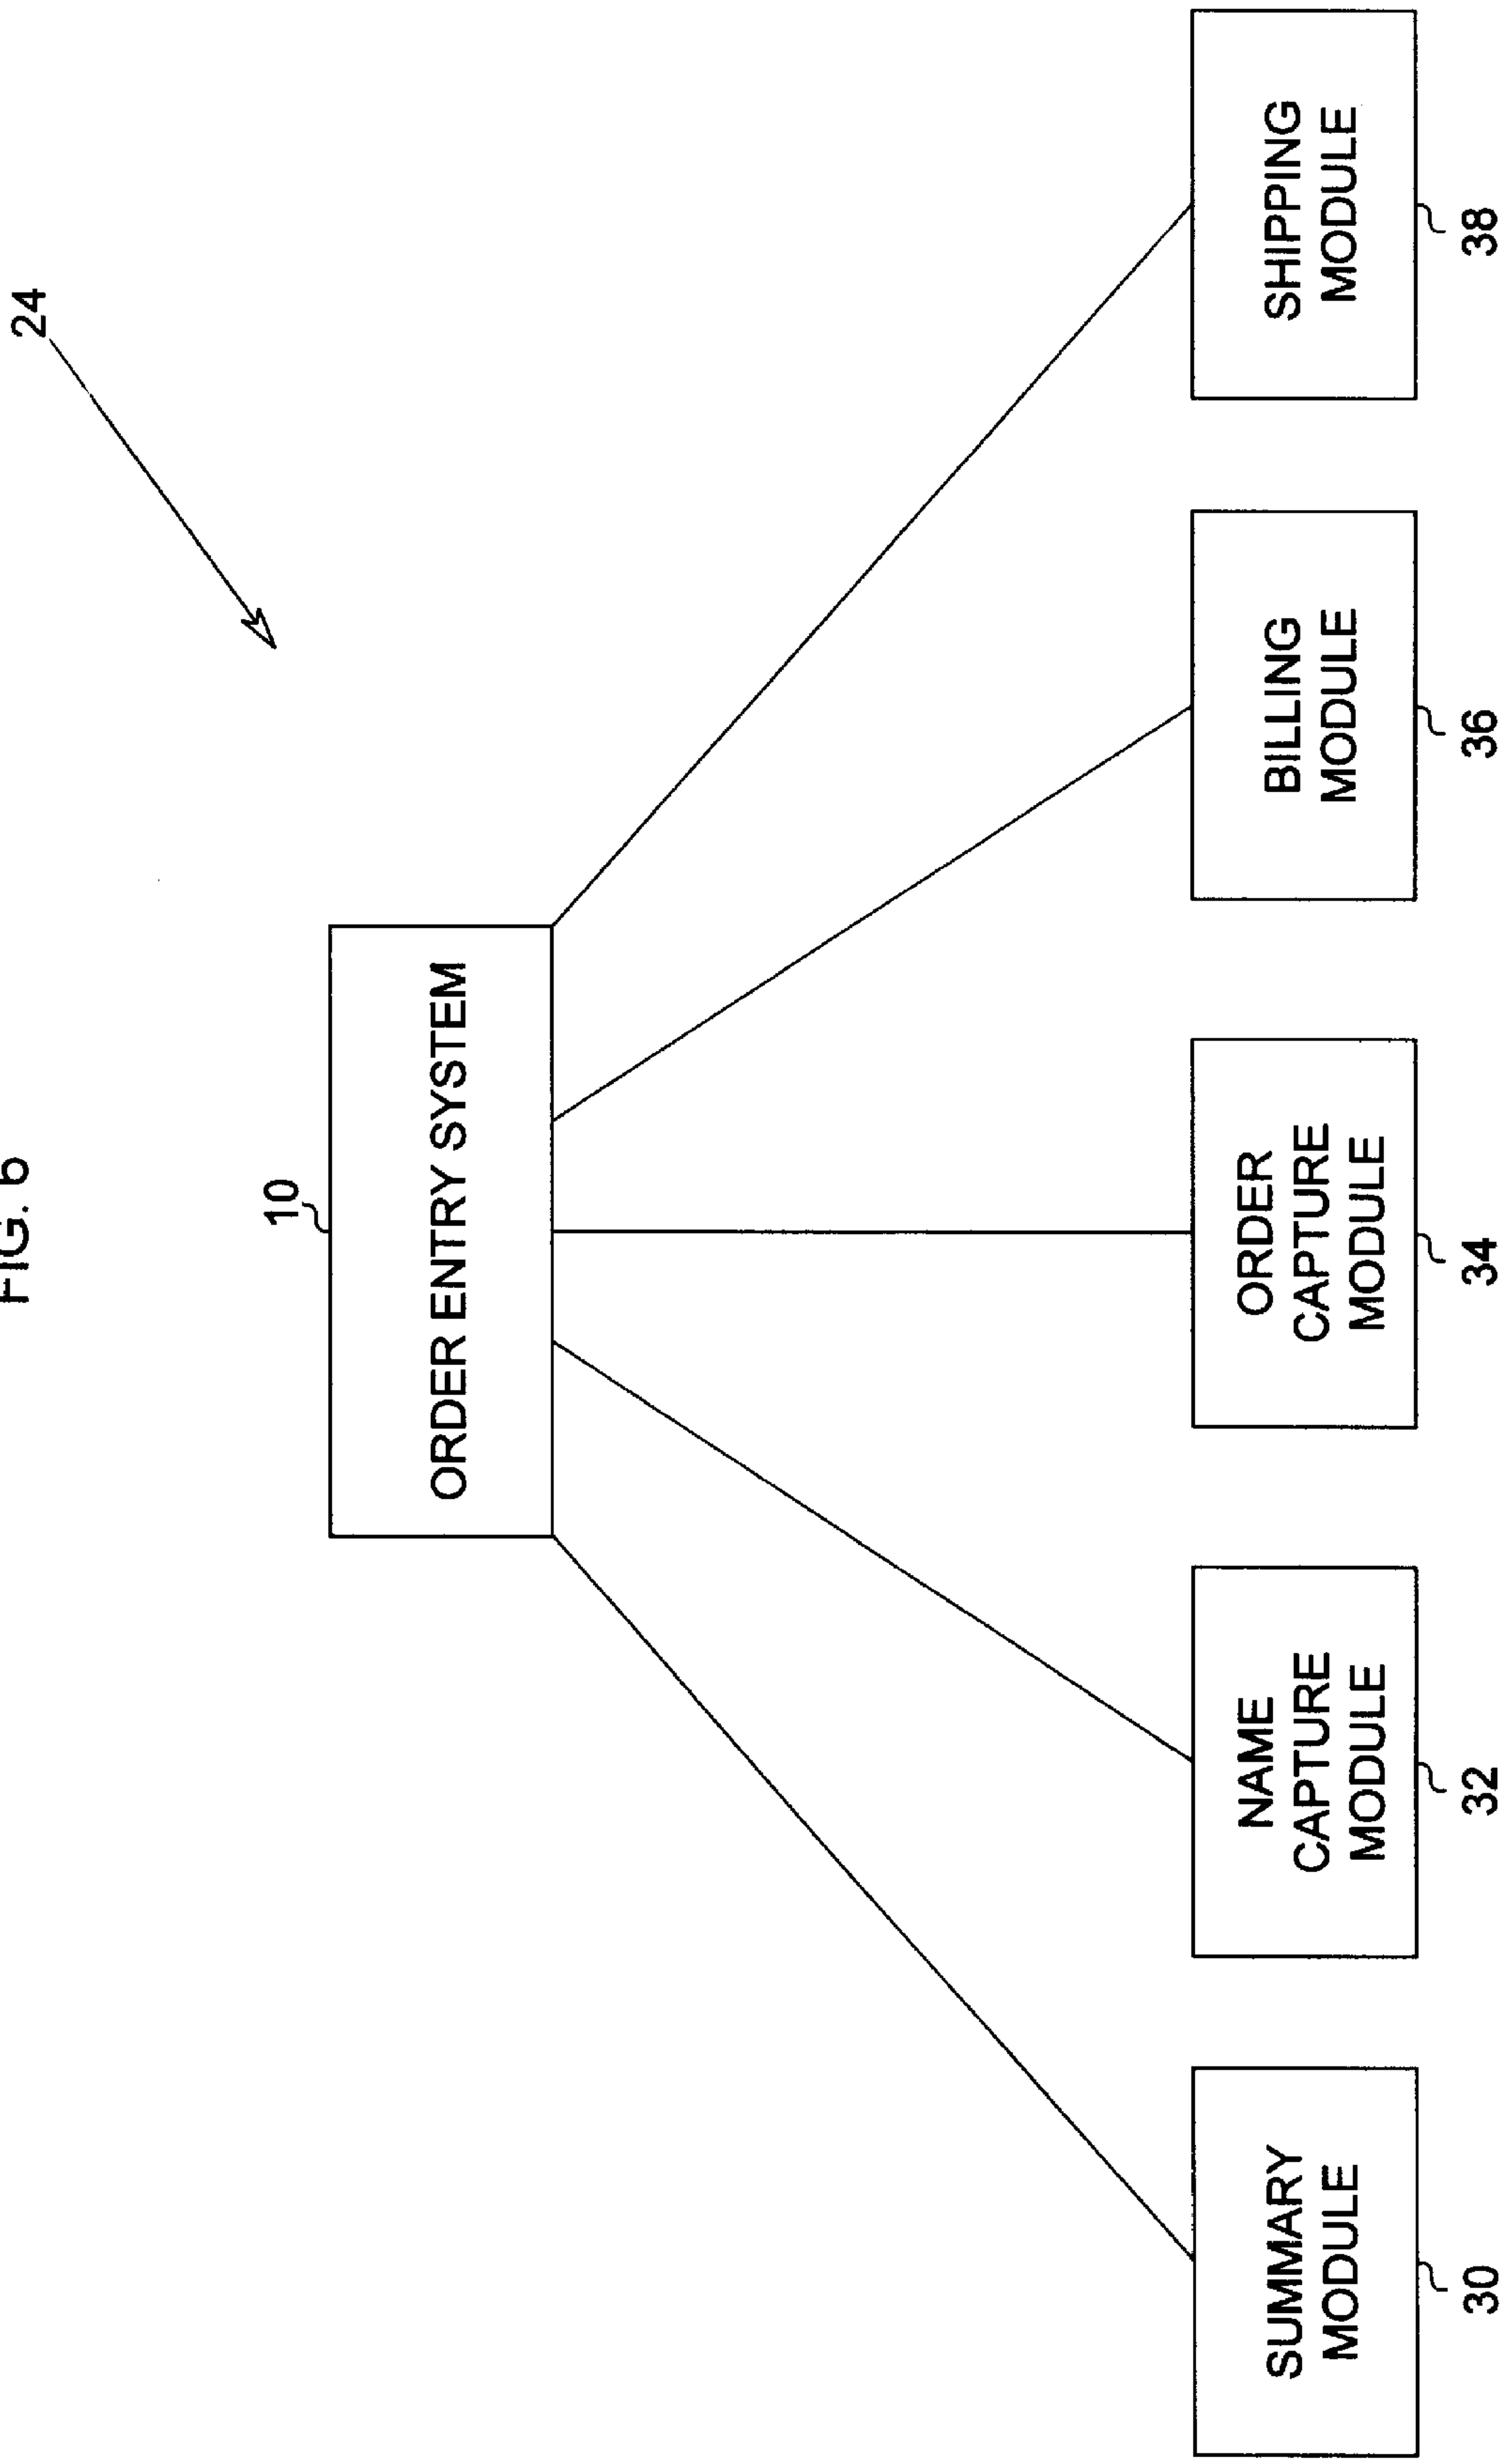 FIG. 6
24
10
ORDER ENTRY SYSTEM
SUMMARY
MODULE
30
NAME
CAPTURE
MODULE
32
ORDER
CAPTURE
MODULE
34
BILLING
MODULE
36
SHIPPING
MODULE
38